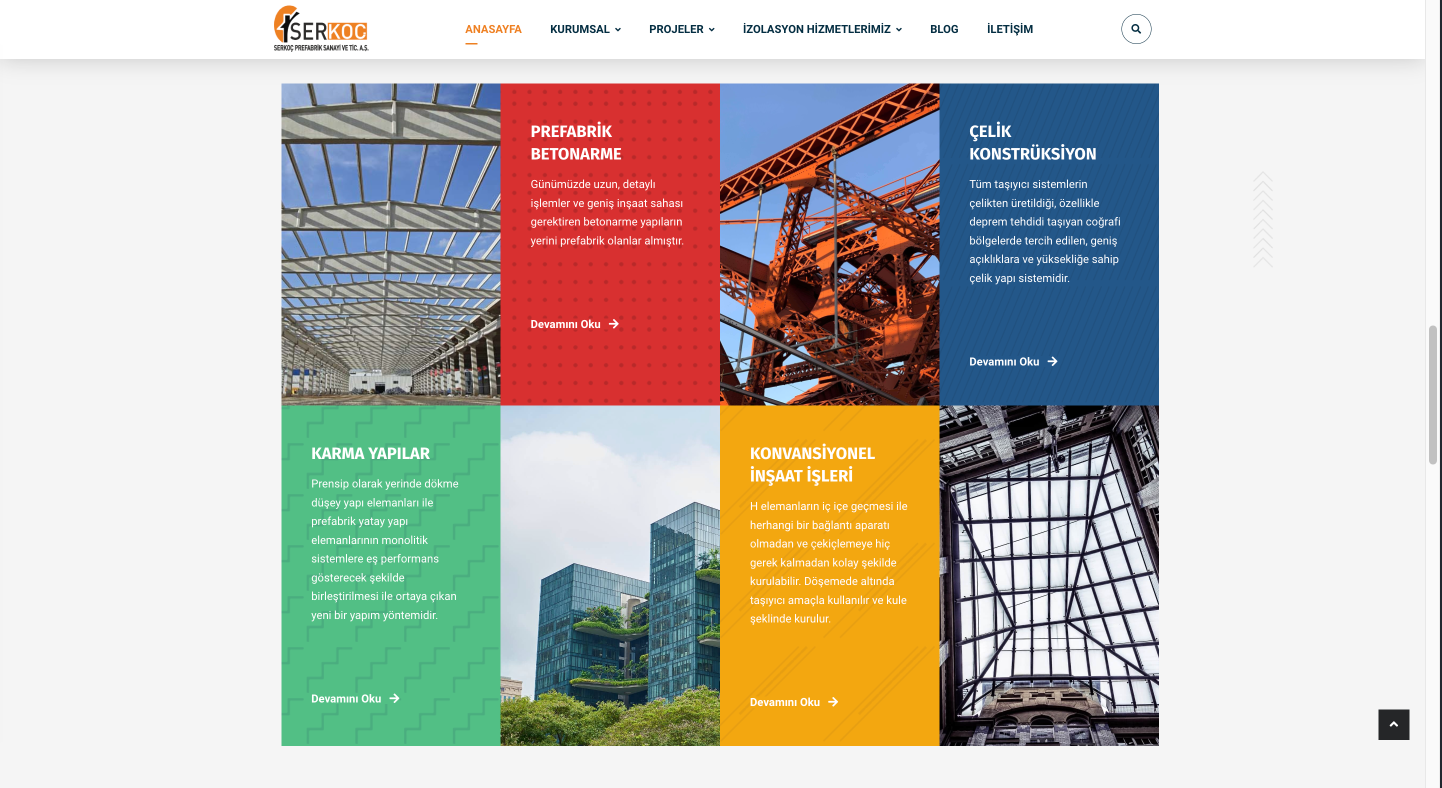 SERKOÇ
SERKOÇ PREFABRİK SANAYİ VE TİC. A.Ş.
ANASAYFA
KURUMSAL
PROJELER
İZOLASYON HİZMETLERİMİZ
BLOG
İLETİŞİM
PREFABRİK
BETONARME
Günümüzde uzun, detaylı
işlemler ve geniş inşaat sahası
gerektiren betonarme yapıların
yerini prefabrik olanlar almıştır.
Devamını Oku
ÇELİK
KONSTRÜKSİYON
Tüm taşıyıcı sistemlerin
çelikten üretildiği, özellikle
deprem tehdidi taşıyan coğrafi
bölgelerde tercih edilen, geniş
açıklıklara ve yüksekliğe sahip
çelik yapı sistemidir.
Devamını Oku
KARMA YAPILAR
Prensip olarak yerinde dökme
düşey yapı elemanları ile
prefabrik yatay yapı
elemanlarının monolitik
sistemlere eş performans
gösterecek şekilde
birleştirilmesi ile ortaya çıkan
yeni bir yapım yöntemidir.
Devamını Oku
KONVANSİYONEL
İNŞAAT İŞLERİ
H elemanların iç içe geçmesi ile
herhangi bir bağlantı aparatı
olmadan ve çekiçlemeye hiç
gerek kalmadan kolay şekilde
kurulabilir. Döşemede altında
taşıyıcı amaçla kullanılır ve kule
şeklinde kurulur.
Devamını Oku